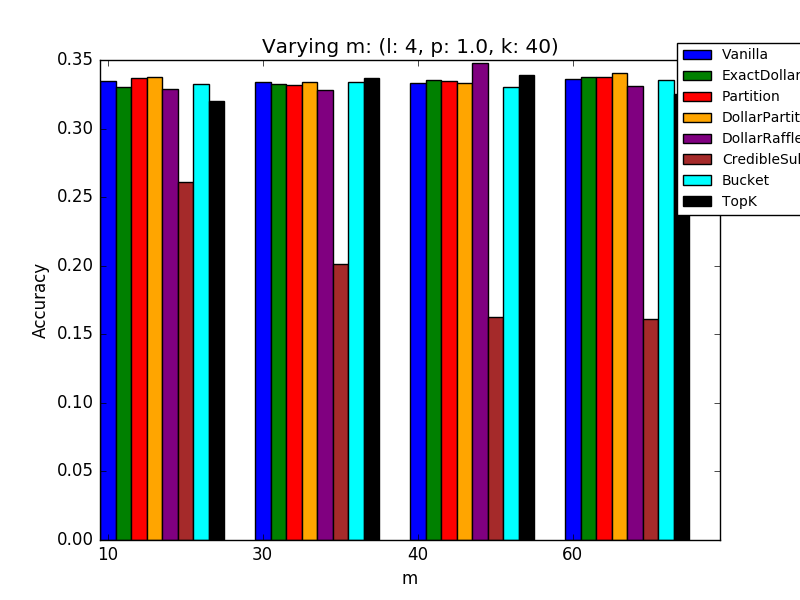 Varying m: (l: 4, p: 1.0, k: 40)
0.35
0.30
0.25
0.20
0.15
0.10
0.05
0.00
Accuracy
10
30
40
60
m
Vanilla
ExactDollar
Partition
DollarPartit
DollarRaffle
CredibleSu
Bucket
TopK